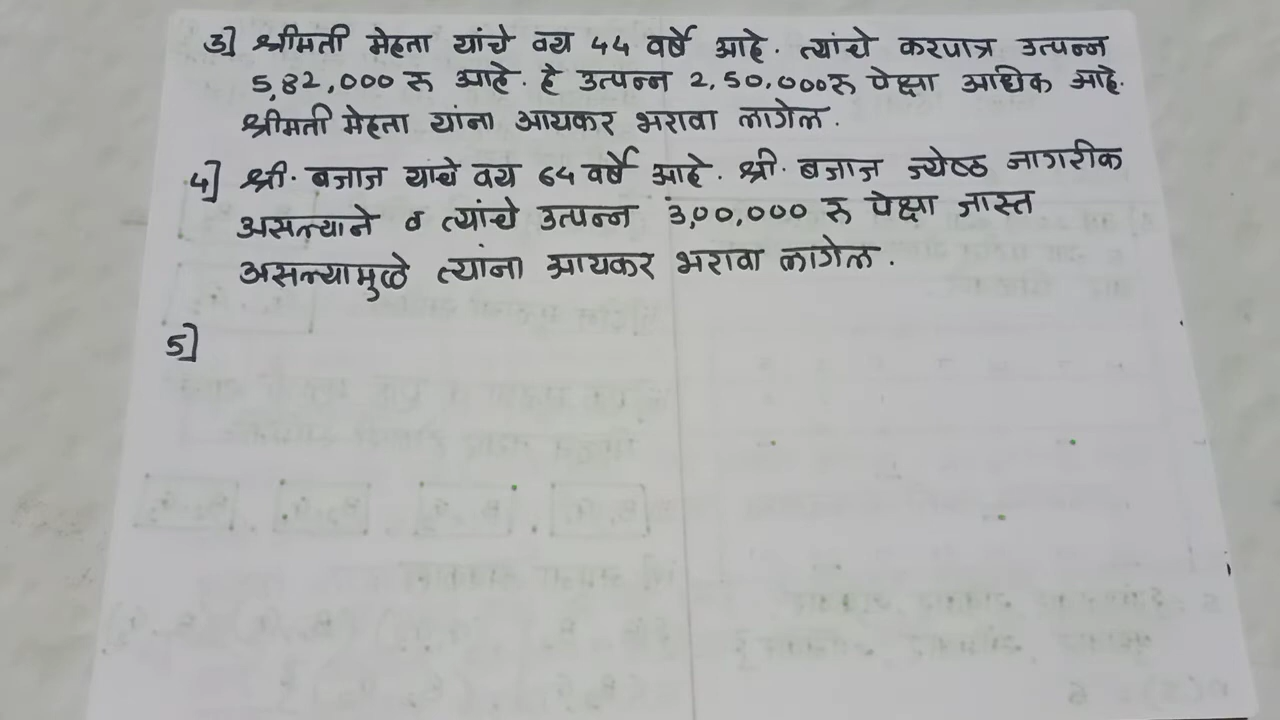 3] श्रीमती मेहता यांचे वय 44 वर्षे आहे. त्यांचे करपात्र उत्पन्न
5,82,000 रु आहे. हे उत्पन्न 2,50,000रु पेक्षा अधिक आहे.
श्रीमती मेहता यांना आयकर भरावा लागेल.
4] श्री. बजाज यांचे वय 64 वर्षे आहे. श्री. बजाज ज्येष्ठ नागरीक
असल्याने व त्यांचे उत्पन्न 3,00,000 रु पेक्षा जास्त
असल्यामुळे त्यांना आयकर भरावा लागेल.
5]